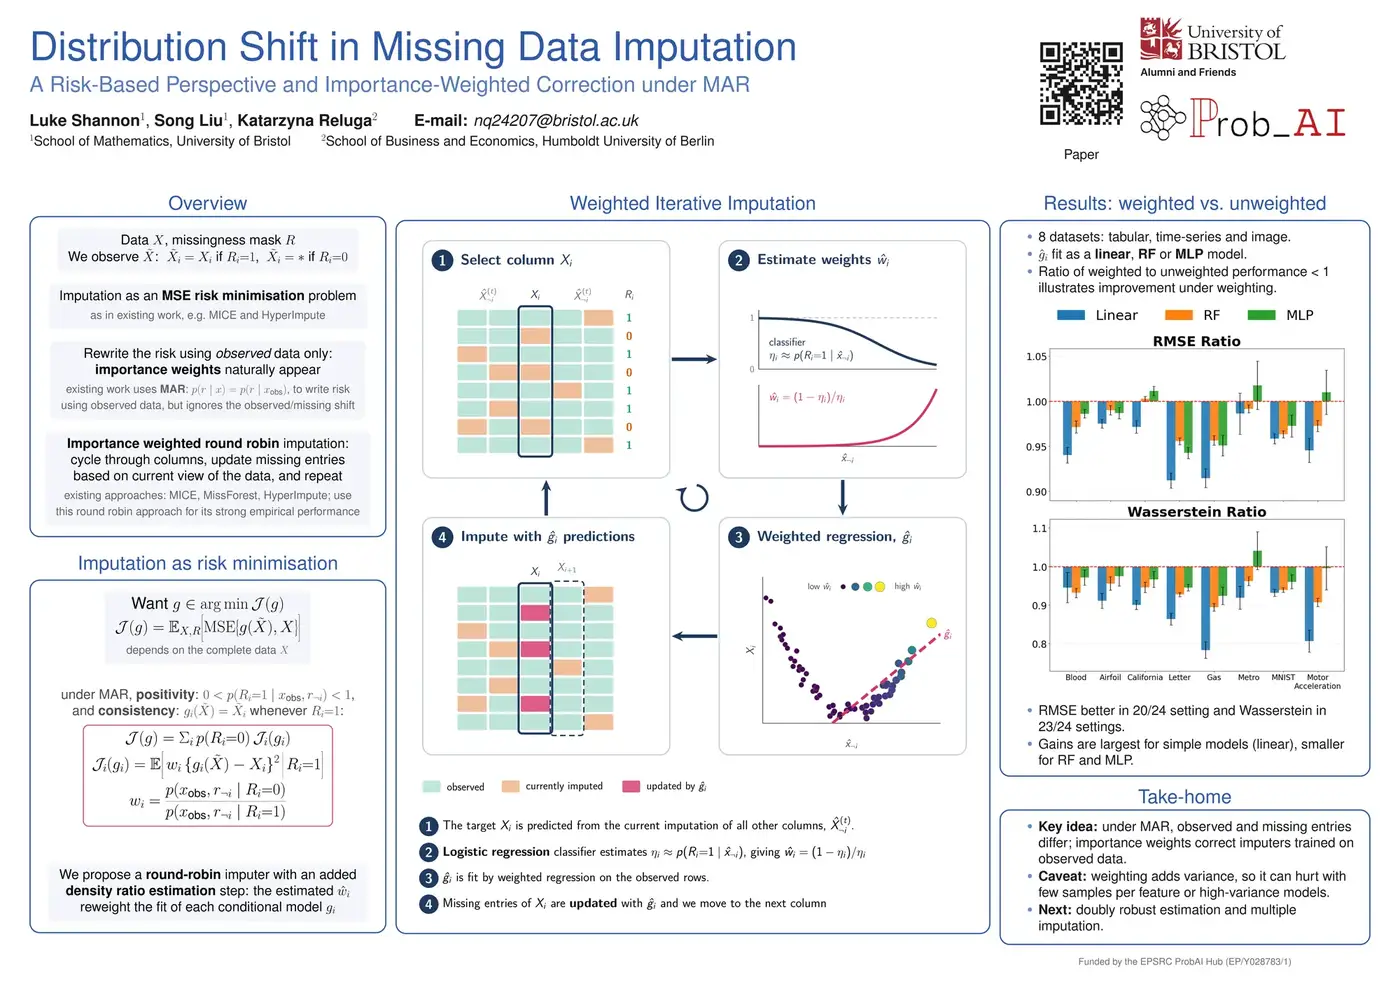 Distribution Shift in Missing Data Imputation
A Risk-Based Perspective and Importance-Weighted Correction under MAR
Luke Shannon¹, Song Liu¹, Katarzyna Reluga² E-mail: nq24207@bristol.ac.uk
¹School of Mathematics, University of Bristol ²School of Business and Economics, Humboldt University of Berlin
Paper
University of
BRISTOL
Alumni and Friends
Prob_AI
Overview
Data X, missingness mask R
We observe X̃: X̃ᵢ = Xᵢ if Rᵢ=1, X̃ᵢ = * if Rᵢ=0
Imputation as an MSE risk minimisation problem
as in existing work, e.g. MICE and HyperImpute
Rewrite the risk using observed data only:
importance weights naturally appear
existing work uses MAR: p(r | x) = p(r | x_obs), to write risk
using observed data, but ignores the observed/missing shift
Importance weighted round robin imputation:
cycle through columns, update missing entries
based on current view of the data, and repeat
existing approaches: MICE, MissForest, HyperImpute; use
this round robin approach for its strong empirical performance
Imputation as risk minimisation
Want g ∈ arg min 𝒥(g)
𝒥(g) = 𝔼_{X,R}[MSE{g(X̃), X}]
depends on the complete data X
under MAR, positivity: 0 < p(Rᵢ=1 | x_obs, r_¬i) < 1,
and consistency: gᵢ(X̃) = X̃ᵢ whenever Rᵢ=1:
𝒥(g) = Σᵢ p(Rᵢ=0) 𝒥ᵢ(gᵢ)
𝒥ᵢ(gᵢ) = 𝔼[wᵢ {gᵢ(X̃) − Xᵢ}² | Rᵢ=1]
wᵢ = p(x_obs, r_¬i | Rᵢ=0) / p(x_obs, r_¬i | Rᵢ=1)
We propose a round-robin imputer with an added
density ratio estimation step: the estimated ŵᵢ
reweight the fit of each conditional model gᵢ
Weighted Iterative Imputation
1 Select column Xᵢ
X̂_¬i^(t) Xᵢ X̂_¬i^(t) Rᵢ
1
0
1
0
1
1
0
1
2 Estimate weights ŵᵢ
1
classifier
ηᵢ ≈ p(Rᵢ=1 | x̂_¬i)
0
ŵᵢ = (1 − ηᵢ)/ηᵢ
x̂_¬i
4 Impute with ĝᵢ predictions
Xᵢ Xᵢ₊₁
3 Weighted regression, ĝᵢ
low ŵᵢ high ŵᵢ
ĝᵢ
Xᵢ
x̂_¬i
observed currently imputed updated by ĝᵢ
1 The target Xᵢ is predicted from the current imputation of all other columns, X̂_¬i^(t).
2 Logistic regression classifier estimates ηᵢ ≈ p(Rᵢ=1 | x̂_¬i), giving ŵᵢ = (1 − ηᵢ)/ηᵢ
3 ĝᵢ is fit by weighted regression on the observed rows.
4 Missing entries of Xᵢ are updated with ĝᵢ and we move to the next column
Results: weighted vs. unweighted
• 8 datasets: tabular, time-series and image.
• ĝᵢ fit as a linear, RF or MLP model.
• Ratio of weighted to unweighted performance < 1
illustrates improvement under weighting.
Linear RF MLP
RMSE Ratio
1.05
1.00
0.95
0.90
Wasserstein Ratio
1.1
1.0
0.9
0.8
Blood Airfoil California Letter Gas Metro MNIST Motor
Acceleration
• RMSE better in 20/24 setting and Wasserstein in
23/24 settings.
• Gains are largest for simple models (linear), smaller
for RF and MLP.
Take-home
• Key idea: under MAR, observed and missing entries
differ; importance weights correct imputers trained on
observed data.
• Caveat: weighting adds variance, so it can hurt with
few samples per feature or high-variance models.
• Next: doubly robust estimation and multiple
imputation.
Funded by the EPSRC ProbAI Hub (EP/Y028783/1)